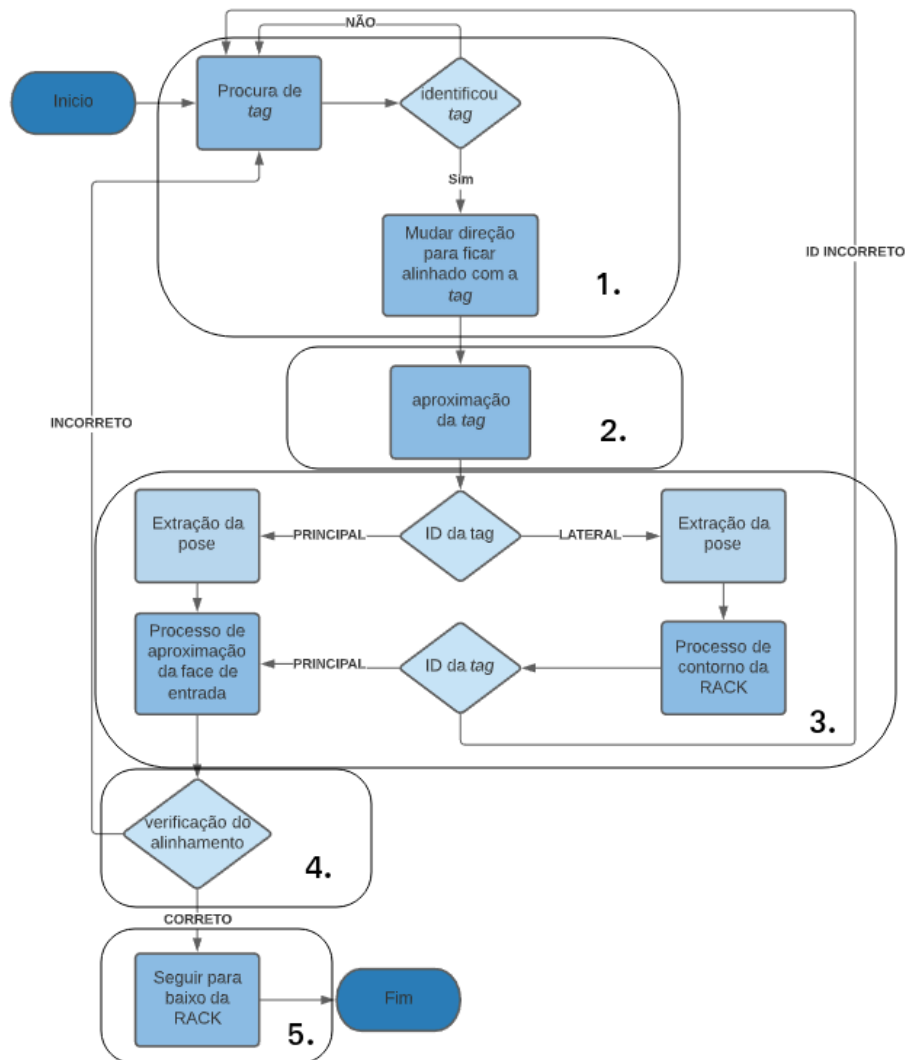 NÃO
Inicio
Procura de
tag
identificou
tag
Sim
Mudar direção
para ficar
alinhado com a
tag
1.
ID INCORRETO
aproximação
da tag
2.
INCORRETO
Extração da
pose
PRINCIPAL
ID da tag
LATERAL
Extração da
pose
Processo de
aproximação
da face de
entrada
PRINCIPAL
ID da tag
Processo de
contorno da
RACK
3.
verificação do
alinhamento
4.
CORRETO
Seguir para
baixo da
RACK
5.
Fim